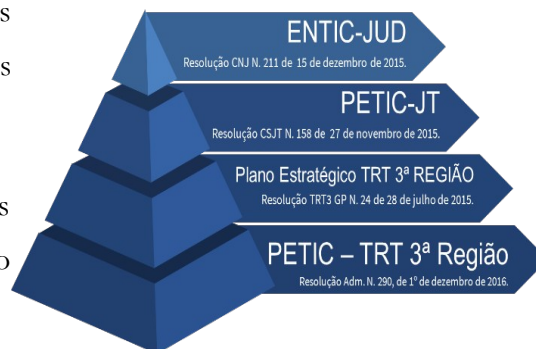 s
ENTIC-JUD
Resolução CNJ N. 211 de 15 de dezembro de 2015.
s
PETIC-JT
Resolução CSJT N. 158 de 27 de novembro de 2015.
Plano Estratégico TRT 3ª REGIÃO
s
Resolução TRT3 GP N. 24 de 28 de julho de 2015.
o
PETIC – TRT 3ª Região
Resolução Adm. N. 290, de 1º de dezembro de 2016.